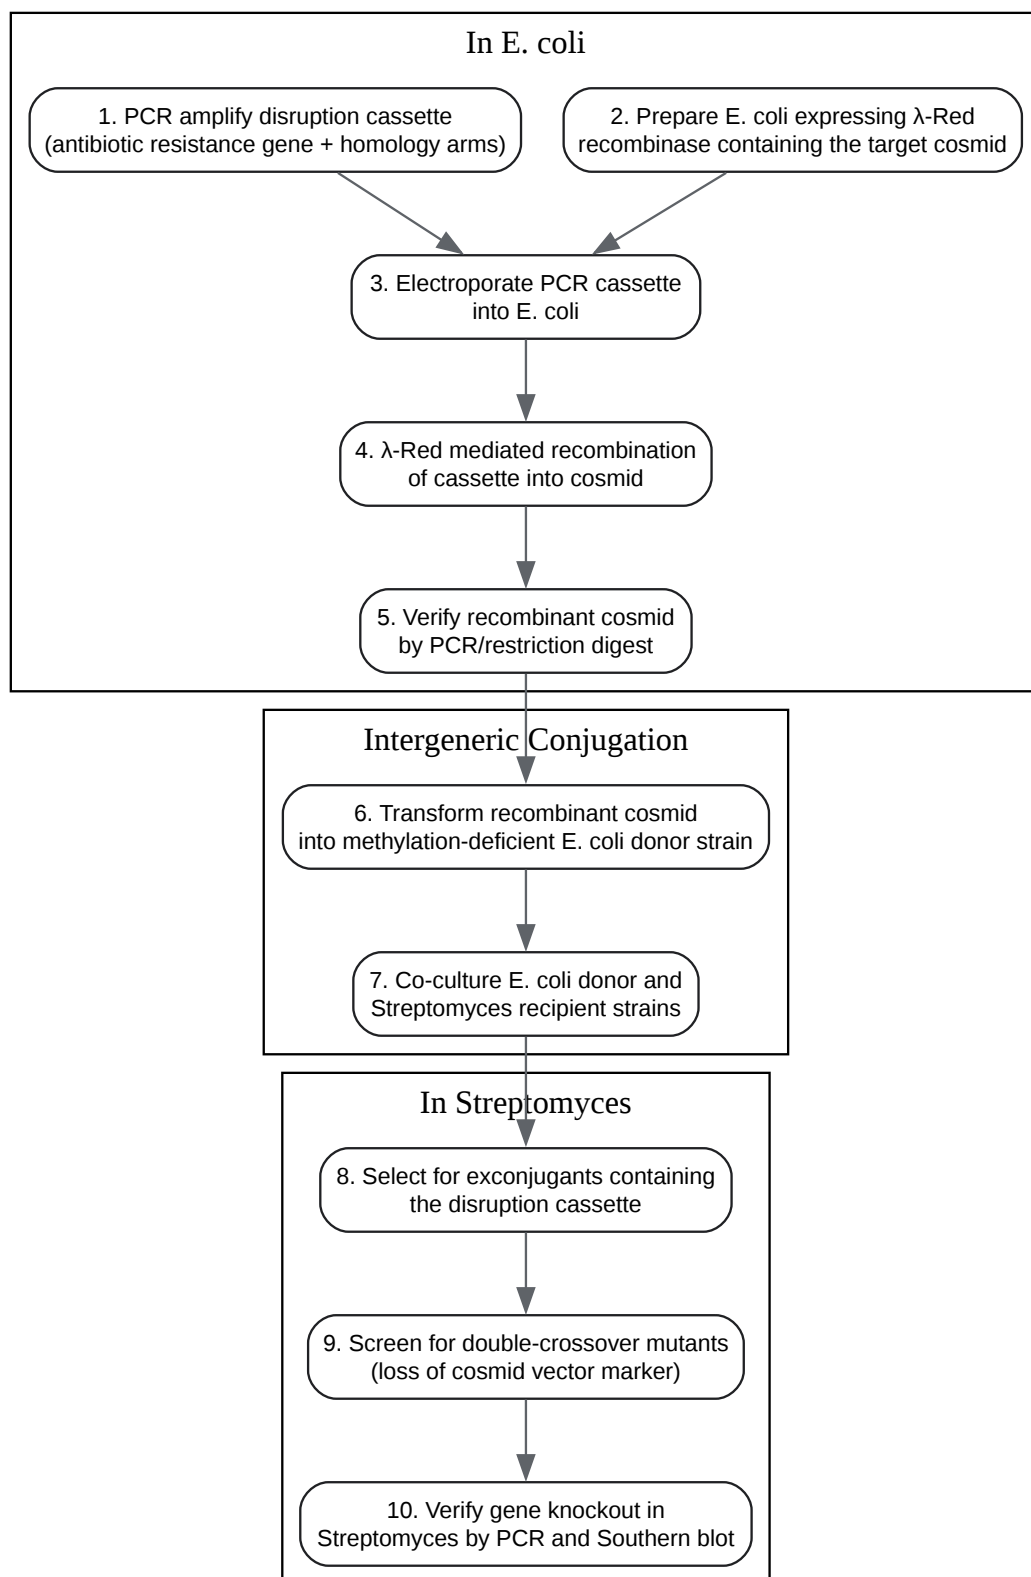 In E. coli
1. PCR amplify disruption cassette
(antibiotic resistance gene + homology arms)
2. Prepare E. coli expressing λ-Red
recombinase containing the target cosmid
3. Electroporate PCR cassette
into E. coli
4. λ-Red mediated recombination
of cassette into cosmid
5. Verify recombinant cosmid
by PCR/restriction digest
Intergeneric Conjugation
6. Transform recombinant cosmid
into methylation-deficient E. coli donor strain
7. Co-culture E. coli donor and
Streptomyces recipient strains
In Streptomyces
8. Select for exconjugants containing
the disruption cassette
9. Screen for double-crossover mutants
(loss of cosmid vector marker)
10. Verify gene knockout in
Streptomyces by PCR and Southern blot